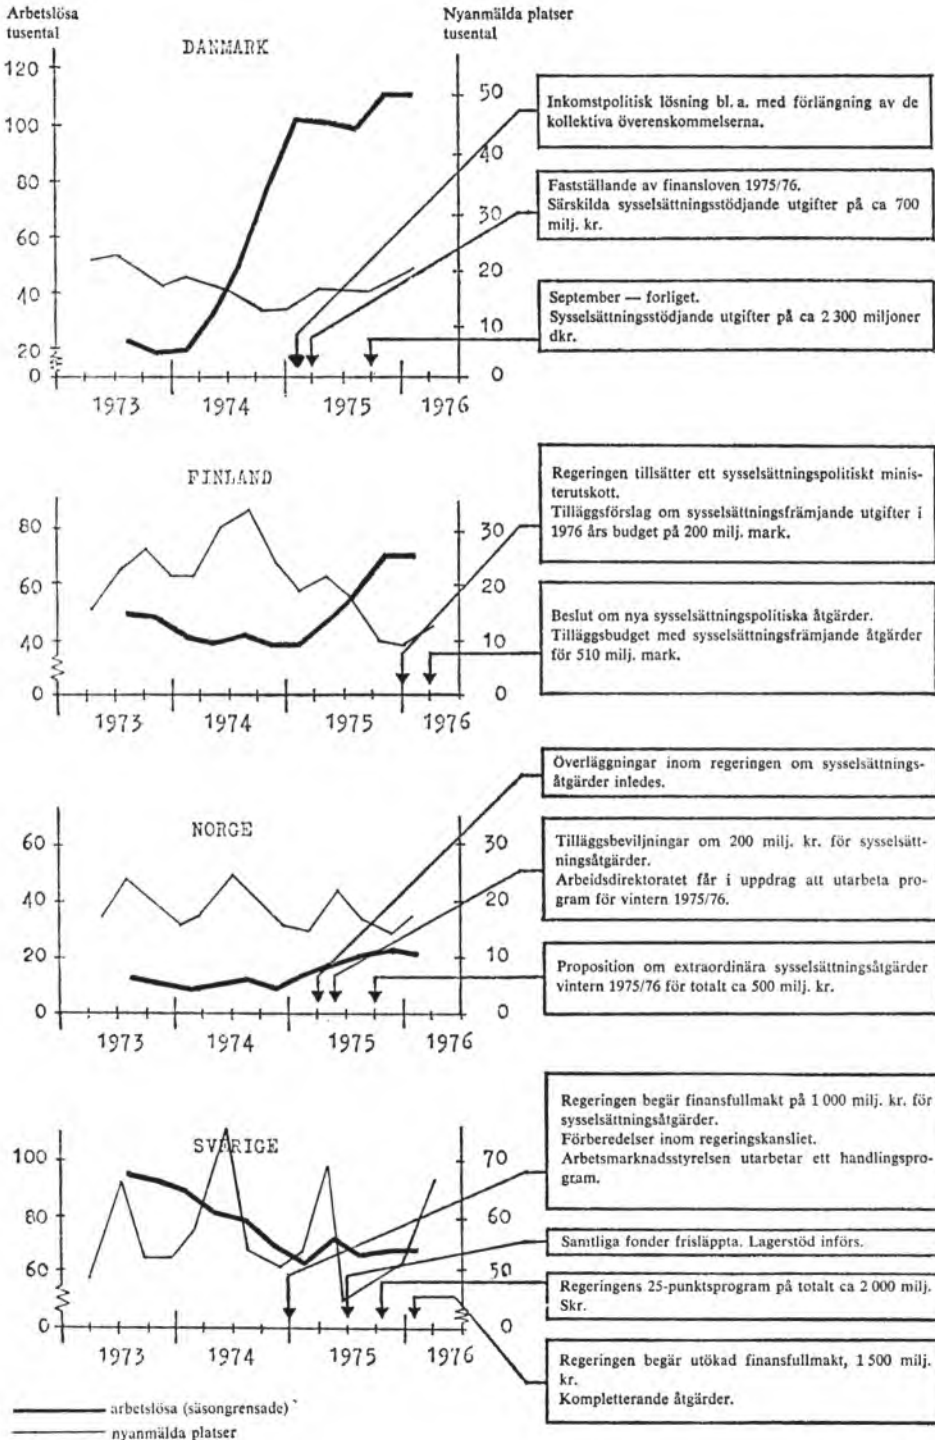 Arbetslösa
tusental
Nyanmälda platser
tusental
DANMARK
120
100
80
60
40
20
0
50
40
30
20
10
0
1973 1974 1975 1976
Inkomstpolitisk lösning bl. a. med förlängning av de
kollektiva överenskommelserna.
Fastställande av finansloven 1975/76.
Särskilda sysselsättningsstödjande utgifter på ca 700
milj. kr.
September — forliget.
Sysselsättningsstödjande utgifter på ca 2 300 miljoner
dkr.
FINLAND
80
60
40
0
30
20
10
0
1973 1974 1975 1976
Regeringen tillsätter ett sysselsättningspolitiskt minis-
terutskott.
Tilläggsförslag om sysselsättningsfrämjande utgifter i
1976 års budget på 200 milj. mark.
Beslut om nya sysselsättningspolitiska åtgärder.
Tilläggsbudget med sysselsättningsfrämjande åtgärder
för 510 milj. mark.
NORGE
60
40
20
0
30
20
10
0
1973 1974 1975 1976
Överläggningar inom regeringen om sysselsättnings-
åtgärder inledes.
Tilläggsbeviljningar om 200 milj. kr. för sysselsätt-
ningsåtgärder.
Arbeidsdirektoratet får i uppdrag att utarbeta pro-
gram för vintern 1975/76.
Proposition om extraordinära sysselsättningsåtgärder
vintern 1975/76 för totalt ca 500 milj. kr.
SVERIGE
100
80
60
0
70
60
50
0
1973 1974 1975 1976
Regeringen begär finansfullmakt på 1 000 milj. kr. för
sysselsättningsåtgärder.
Förberedelser inom regeringskansliet.
Arbetsmarknadsstyrelsen utarbetar ett handlingspro-
gram.
Samtliga fonder frisläppta. Lagerstöd införs.
Regeringens 25-punktsprogram på totalt ca 2 000 milj.
Skr.
Regeringen begär utökad finansfullmakt, 1 500 milj.
kr.
Kompletterande åtgärder.
arbetslösa (säsongrensade)
nyanmälda platser